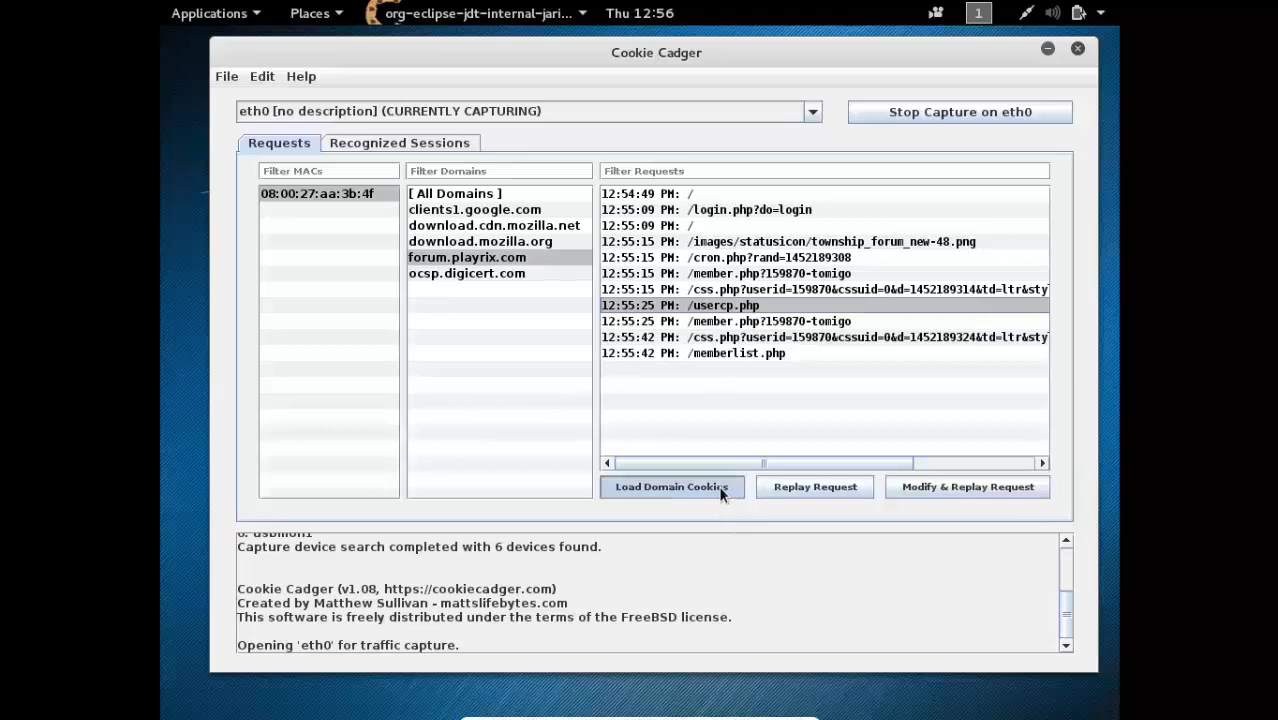 Applications Places org-eclipse-jdt-internal-jari... Thu 12:56 1
Cookie Cadger
File Edit Help
eth0 [no description] (CURRENTLY CAPTURING) Stop Capture on eth0
Requests Recognized Sessions
Filter MACs Filter Domains Filter Requests
08:00:27:aa:3b:4f
[ All Domains ]
clients1.google.com
download.cdn.mozilla.net
download.mozilla.org
forum.playrix.com
ocsp.digicert.com
12:54:49 PM: /
12:55:09 PM: /login.php?do=login
12:55:09 PM: /
12:55:15 PM: /images/statusicon/township_forum_new-48.png
12:55:15 PM: /cron.php?rand=1452189308
12:55:15 PM: /member.php?159870-tomigo
12:55:15 PM: /css.php?userid=159870&cssuid=0&d=1452189314&td=ltr&sty
12:55:25 PM: /usercp.php
12:55:25 PM: /member.php?159870-tomigo
12:55:42 PM: /css.php?userid=159870&cssuid=0&d=1452189324&td=ltr&sty
12:55:42 PM: /memberlist.php
Load Domain Cookies Replay Request Modify & Replay Request
6. usbmon1
Capture device search completed with 6 devices found.
Cookie Cadger (v1.08, https://cookiecadger.com)
Created by Matthew Sullivan - mattslifebytes.com
This software is freely distributed under the terms of the FreeBSD license.
Opening 'eth0' for traffic capture.